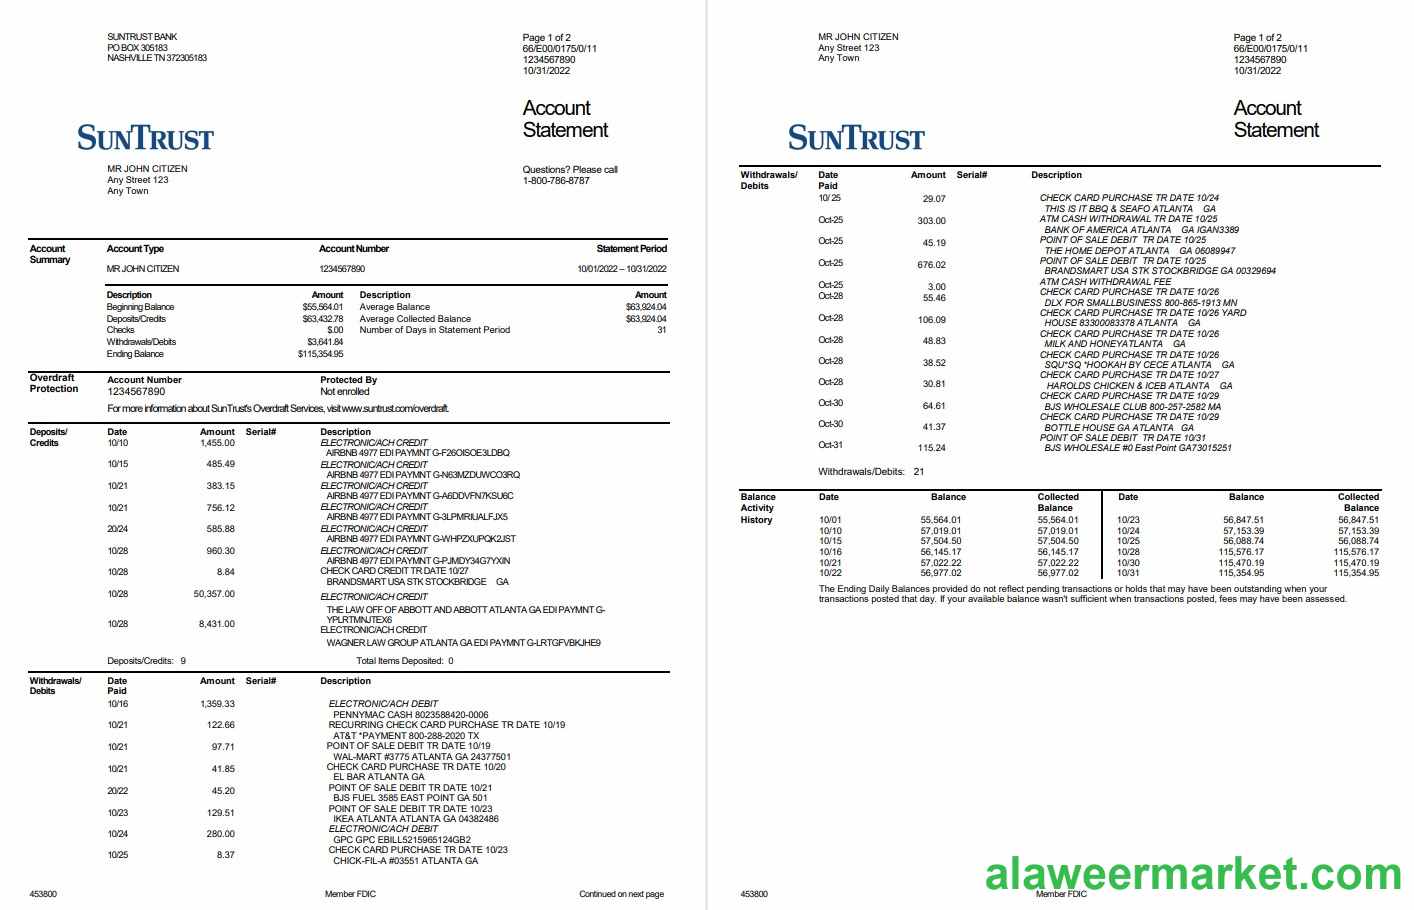 SUNTRUST BANK
PO BOX 305183
NASHVILLE TN 372305183
Page 1 of 2
66/E00/0175/0/11
1234567890
10/31/2022
Account
Statement
SUNTRUST
MR JOHN CITIZEN
Any Street 123
Any Town
Questions? Please call
1-800-786-8787
Account Summary Account Type Account Number Statement Period
MR JOHN CITIZEN 1234567890 10/01/2022 – 10/31/2022
Description Amount Description Amount
Beginning Balance $55,564.01 Average Balance $63,924.04
Deposits/Credits $63,432.78 Average Collected Balance $63,924.04
Checks $.00 Number of Days in Statement Period 31
Withdrawals/Debits $3,641.84
Ending Balance $115,354.95
Overdraft Protection Account Number Protected By
1234567890 Not enrolled
For more information about SunTrust's Overdraft Services, visit www.suntrust.com/overdraft.
Deposits/ Credits Date Amount Serial# Description
10/10 1,455.00 ELECTRONIC/ACH CREDIT
AIRBNB 4977 EDI PAYMNT G-F26OISOE3LDBQ
10/15 485.49 ELECTRONIC/ACH CREDIT
AIRBNB 4977 EDI PAYMNT G-N63MZDUWCO3RQ
10/21 383.15 ELECTRONIC/ACH CREDIT
AIRBNB 4977 EDI PAYMNT G-A6DDVFN7KSU6C
10/21 756.12 ELECTRONIC/ACH CREDIT
AIRBNB 4977 EDI PAYMNT G-3LPMRIUALFJX5
20/24 585.88 ELECTRONIC/ACH CREDIT
AIRBNB 4977 EDI PAYMNT G-WHPZXUPQK2JST
10/28 960.30 ELECTRONIC/ACH CREDIT
AIRBNB 4977 EDI PAYMNT G-PJMDY34G7YXIN
10/28 8.84 CHECK CARD CREDIT TR DATE 10/27
BRANDSMART USA STK STOCKBRIDGE GA
10/28 50,357.00 ELECTRONIC/ACH CREDIT
THE LAW OFF OF ABBOTT AND ABBOTT ATLANTA GA EDI PAYMNT G-
YPLRTMNJTEX6
10/28 8,431.00 ELECTRONIC/ACH CREDIT
WAGNER LAW GROUP ATLANTA GA EDI PAYMNT G-LRTGFVBKJHE9
Deposits/Credits: 9 Total Items Deposited: 0
Withdrawals/ Debits Date Paid Amount Serial# Description
10/16 1,359.33 ELECTRONIC/ACH DEBIT
PENNYMAC CASH 8023588420-0006
10/21 122.66 RECURRING CHECK CARD PURCHASE TR DATE 10/19
AT&T *PAYMENT 800-288-2020 TX
10/21 97.71 POINT OF SALE DEBIT TR DATE 10/19
WAL-MART #3775 ATLANTA GA 24377501
10/21 41.85 CHECK CARD PURCHASE TR DATE 10/20
EL BAR ATLANTA GA
20/22 45.20 POINT OF SALE DEBIT TR DATE 10/21
BJS FUEL 3585 EAST POINT GA 501
10/23 129.51 POINT OF SALE DEBIT TR DATE 10/23
IKEA ATLANTA ATLANTA GA 04382486
10/24 280.00 ELECTRONIC/ACH DEBIT
GPC GPC EBILL5215965124GB2
10/25 8.37 CHECK CARD PURCHASE TR DATE 10/23
CHICK-FIL-A #03551 ATLANTA GA
453800 Member FDIC Continued on next page
MR JOHN CITIZEN
Any Street 123
Any Town
Page 1 of 2
66/E00/0175/0/11
1234567890
10/31/2022
Account
Statement
SUNTRUST
Withdrawals/ Debits Date Paid Amount Serial# Description
10/ 25 29.07 CHECK CARD PURCHASE TR DATE 10/24
THIS IS IT BBQ & SEAFO ATLANTA GA
Oct-25 303.00 ATM CASH WITHDRAWAL TR DATE 10/25
BANK OF AMERICA ATLANTA GA IGAN3389
Oct-25 45.19 POINT OF SALE DEBIT TR DATE 10/25
THE HOME DEPOT ATLANTA GA 06089947
Oct-25 676.02 POINT OF SALE DEBIT TR DATE 10/25
BRANDSMART USA STK STOCKBRIDGE GA 00329694
Oct-25 3.00 ATM CASH WITHDRAWAL FEE
Oct-28 55.46 CHECK CARD PURCHASE TR DATE 10/26
DLX FOR SMALLBUSINESS 800-865-1913 MN
Oct-28 106.09 CHECK CARD PURCHASE TR DATE 10/26 YARD
HOUSE 83300083378 ATLANTA GA
Oct-28 48.83 CHECK CARD PURCHASE TR DATE 10/26
MILK AND HONEYATLANTA GA
Oct-28 38.52 CHECK CARD PURCHASE TR DATE 10/26
SQU*SQ *HOOKAH BY CECE ATLANTA GA
Oct-28 30.81 CHECK CARD PURCHASE TR DATE 10/27
HAROLDS CHICKEN & ICEB ATLANTA GA
Oct-30 64.61 CHECK CARD PURCHASE TR DATE 10/29
BJS WHOLESALE CLUB 800-257-2582 MA
Oct-30 41.37 CHECK CARD PURCHASE TR DATE 10/29
BOTTLE HOUSE GA ATLANTA GA
Oct-31 115.24 POINT OF SALE DEBIT TR DATE 10/31
BJS WHOLESALE #0 East Point GA73015251
Withdrawals/Debits: 21
Balance Activity History Date Balance Collected Balance Date Balance Collected Balance
10/01 55,564.01 55,564.01 10/23 56,847.51 56,847.51
10/10 57,019.01 57,019.01 10/24 57,153.39 57,153.39
10/15 57,504.50 57,504.50 10/25 56,088.74 56,088.74
10/16 56,145.17 56,145.17 10/28 115,576.17 115,576.17
10/21 57,022.22 57,022.22 10/30 115,470.19 115,470.19
10/22 56,977.02 56,977.02 10/31 115,354.95 115,354.95
The Ending Daily Balances provided do not reflect pending transactions or holds that may have been outstanding when your
transactions posted that day. If your available balance wasn't sufficient when transactions posted, fees may have been assessed.
alaweermarket.com
453800 Member FDIC